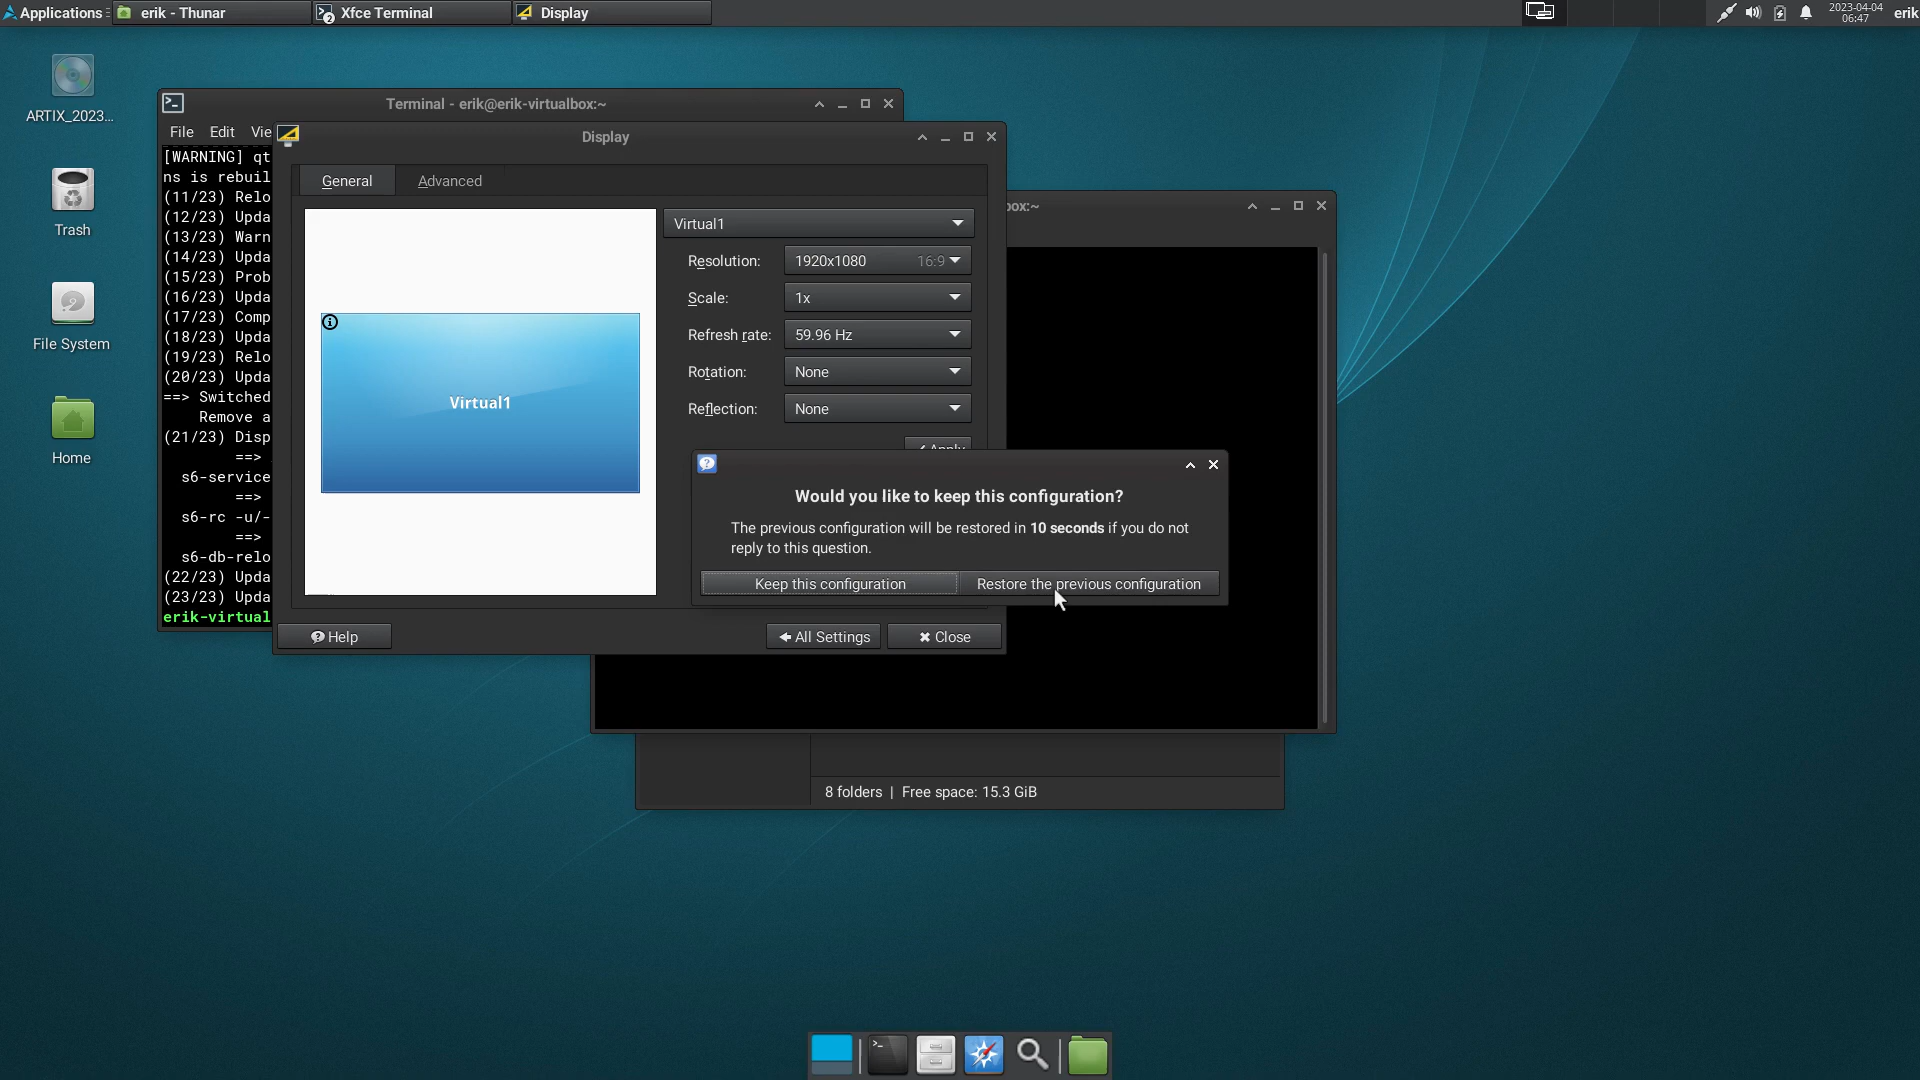 Applications
erik - Thunar
Xfce Terminal
2
Display
2023-04-04
06:47
erik
ARTIX_2023...
Trash
File System
Home
Terminal - erik@erik-virtualbox:~
File Edit Vie
[WARNING] qt
ns is rebuil
(11/23) Relo
(12/23) Upda
(13/23) Warn
(14/23) Upda
(15/23) Prob
(16/23) Upda
(17/23) Comp
(18/23) Upda
(19/23) Relo
(20/23) Upda
==> Switched
Remove a
(21/23) Disp
==>
s6-service
==>
s6-rc -u/-
==>
s6-db-relo
(22/23) Upda
(23/23) Upda
erik-virtual
Display
General
Advanced
Virtual1
Virtual1
Resolution: 1920x1080 16:9
Scale: 1x
Refresh rate: 59.96 Hz
Rotation: None
Reflection: None
Apply
Help
All Settings
Close
box:~
Would you like to keep this configuration?
The previous configuration will be restored in 10 seconds if you do not
reply to this question.
Keep this configuration
Restore the previous configuration
8 folders | Free space: 15.3 GiB